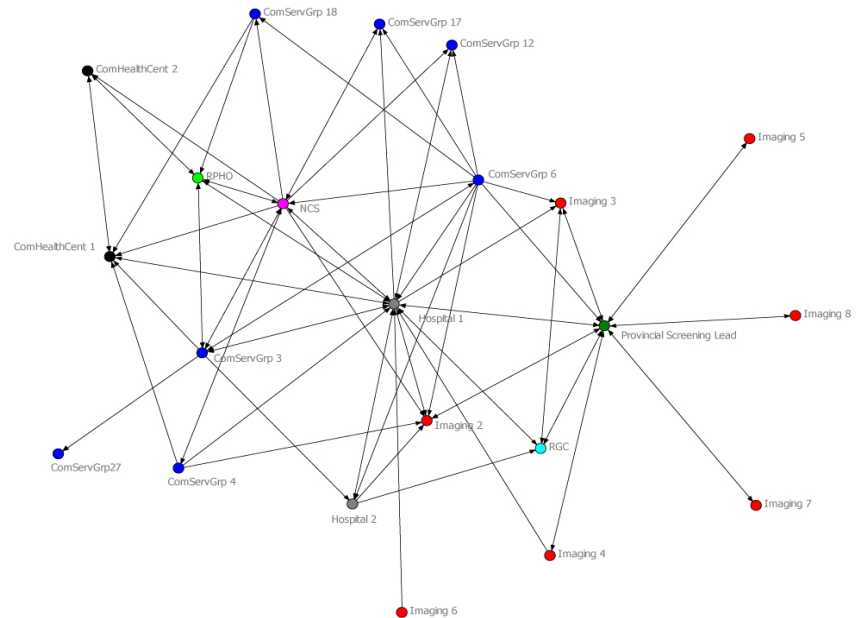 ComServGrp 18
ComServGrp 17
ComServGrp 12
ComHealthCent 2
Imaging 5
RPHO
ComServGrp 6
Imaging 3
NCS
ComHealthCent 1
Hospital 1
Imaging 8
Provincial Screening Lead
ComServGrp 3
Imaging 2
RGC
ComServGrp27
ComServGrp 4
Imaging 7
Hospital 2
Imaging 4
Imaging 6